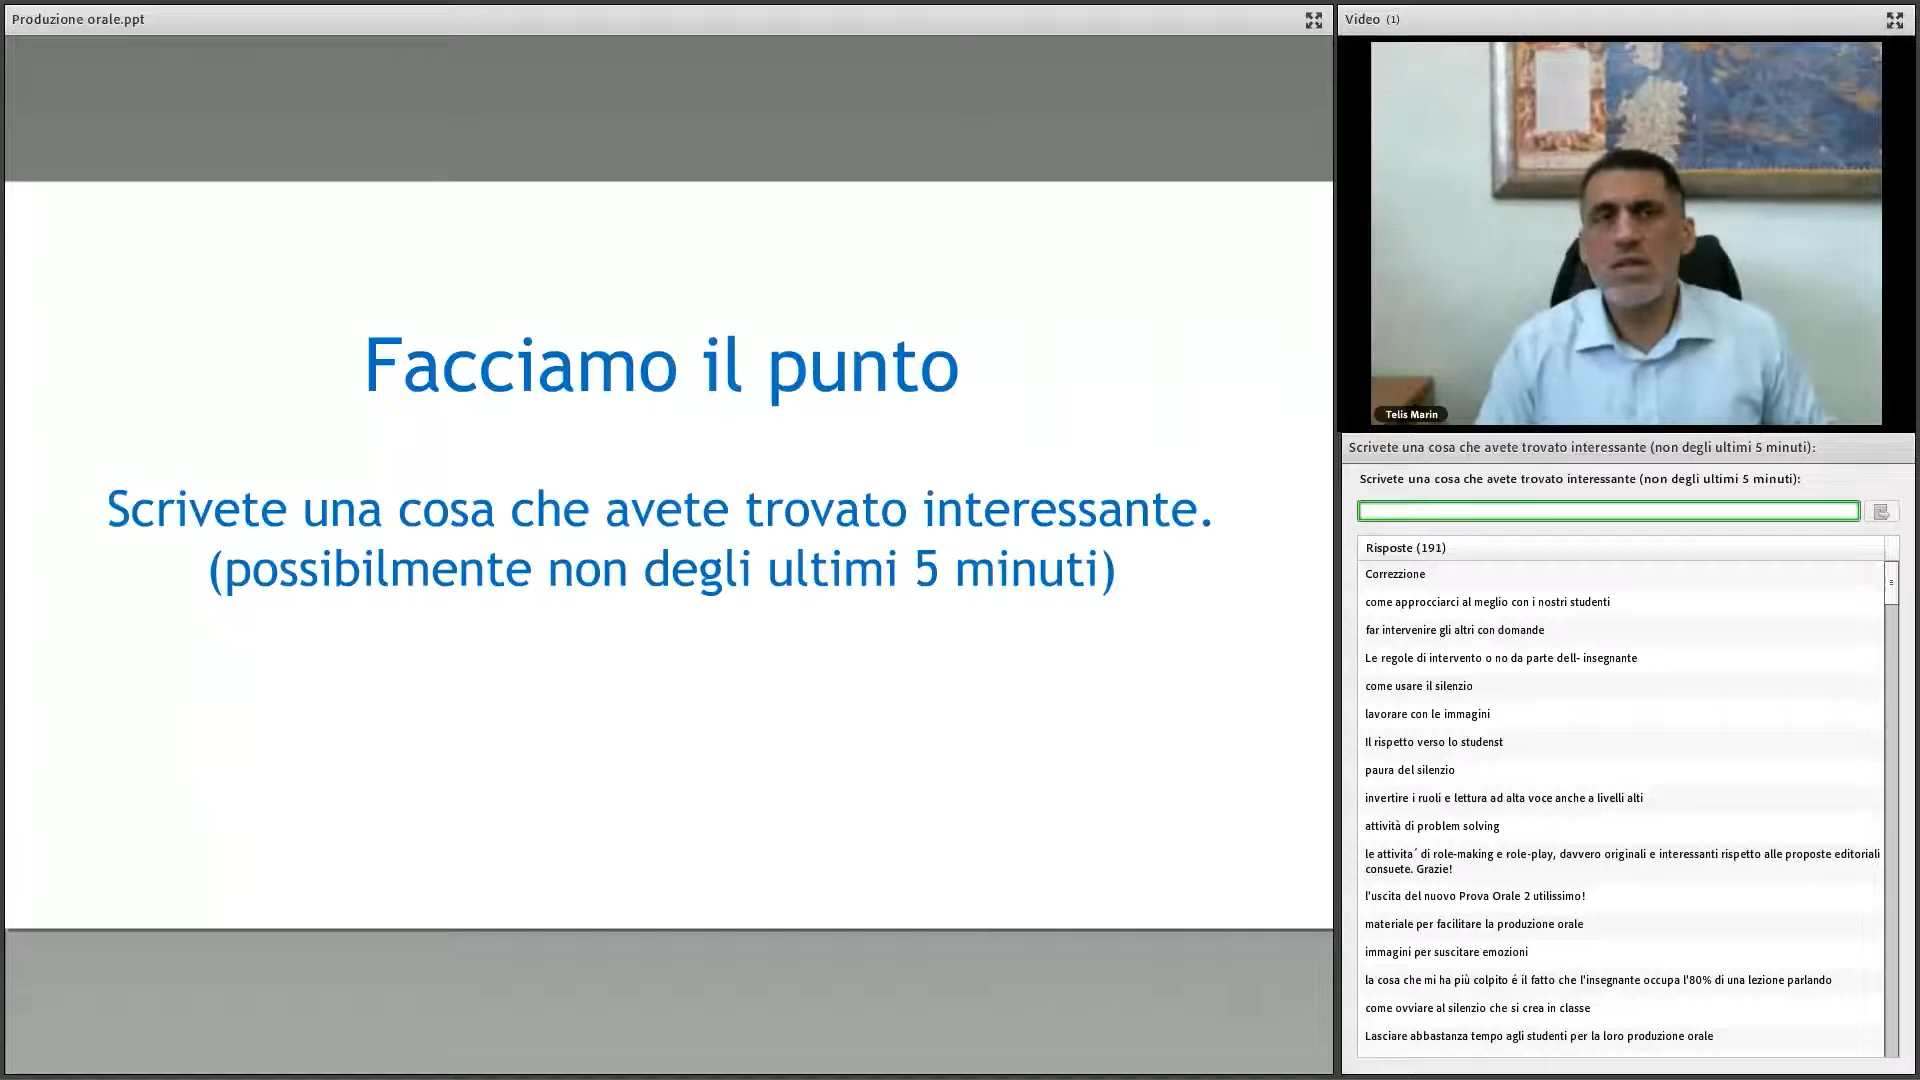 Produzione orale.ppt
Facciamo il punto
Scrivete una cosa che avete trovato interessante.
(possibilmente non degli ultimi 5 minuti)
Video (1)
Telis Marin
Scrivete una cosa che avete trovato interessante (non degli ultimi 5 minuti):
Scrivete una cosa che avete trovato interessante (non degli ultimi 5 minuti):
Risposte (191)
Correzzione
come approcciarci al meglio con i nostri studenti
far intervenire gli altri con domande
Le regole di intervento o no da parte dell- insegnante
come usare il silenzio
lavorare con le immagini
Il rispetto verso lo studenst
paura del silenzio
invertire i ruoli e lettura ad alta voce anche a livelli alti
attività di problem solving
le attivita´ di role-making e role-play, davvero originali e interessanti rispetto alle proposte editoriali
consuete. Grazie!
l'uscita del nuovo Prova Orale 2 utilissimo!
materiale per facilitare la produzione orale
immagini per suscitare emozioni
la cosa che mi ha più colpito é il fatto che l'insegnante occupa l'80% di una lezione parlando
come ovviare al silenzio che si crea in classe
Lasciare abbastanza tempo agli studenti per la loro produzione orale